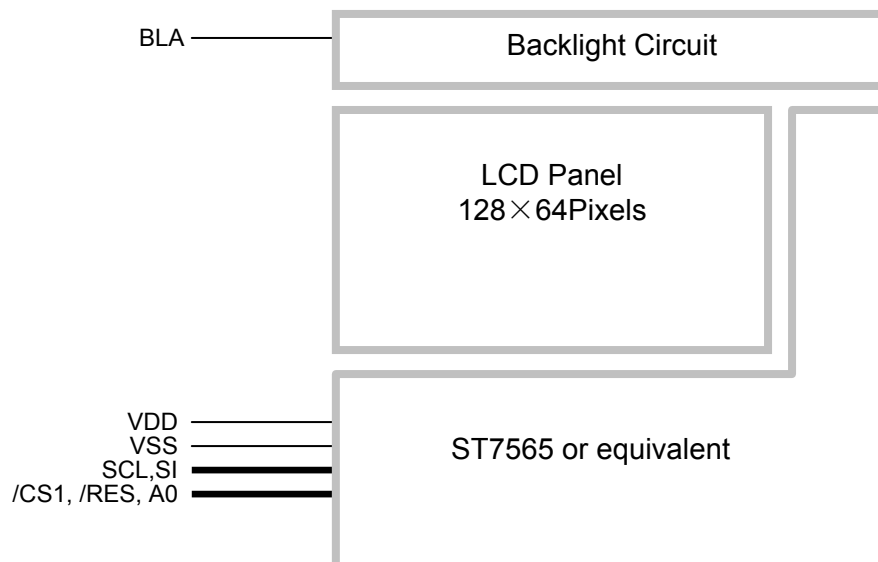 BLA
Backlight Circuit
LCD Panel
128×64Pixels
VDD
VSS
SCL,SI
/CS1, /RES, A0
ST7565 or equivalent